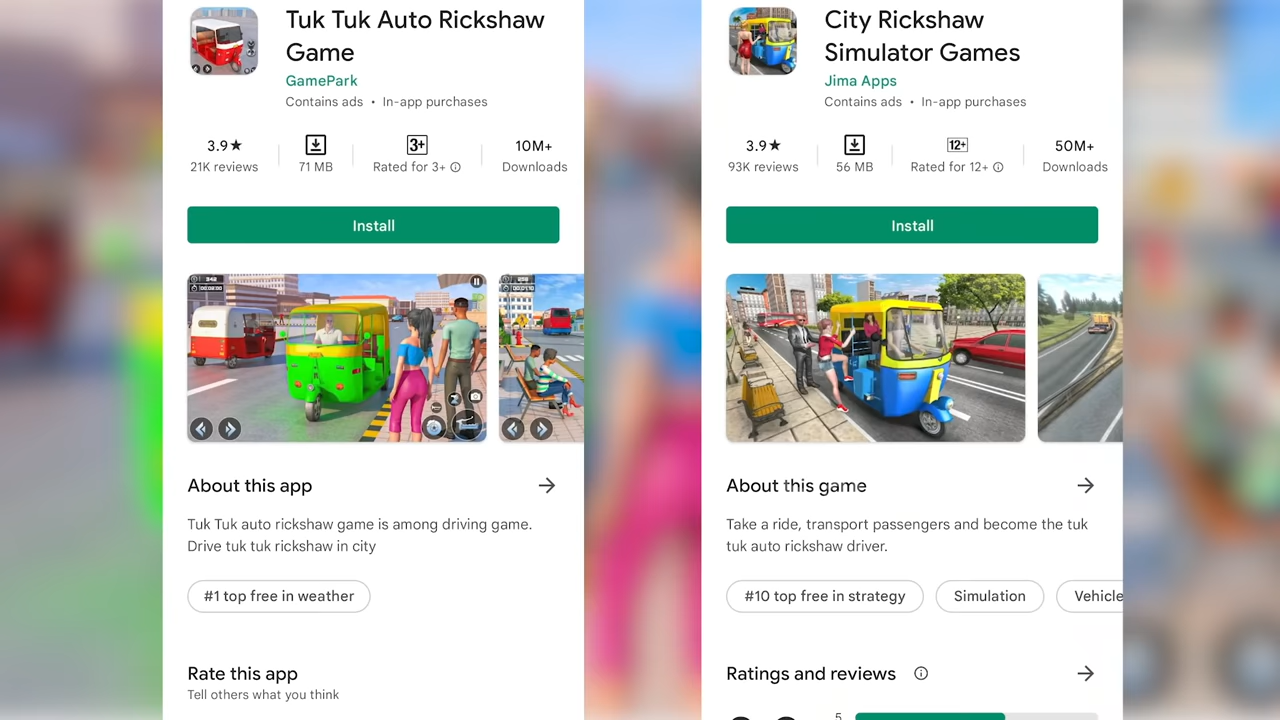 Tuk Tuk Auto Rickshaw
Game
GamePark
Contains ads • In-app purchases
3.9★
21K reviews
71 MB
3+
Rated for 3+
10M+
Downloads
Install
About this app
Tuk Tuk auto rickshaw game is among driving game.
Drive tuk tuk rickshaw in city
#1 top free in weather
Rate this app
Tell others what you think
City Rickshaw
Simulator Games
Jima Apps
Contains ads • In-app purchases
3.9★
93K reviews
56 MB
12+
Rated for 12+
50M+
Downloads
Install
About this game
Take a ride, transport passengers and become the tuk
tuk auto rickshaw driver.
#10 top free in strategy
Simulation
Vehicle
Ratings and reviews
5